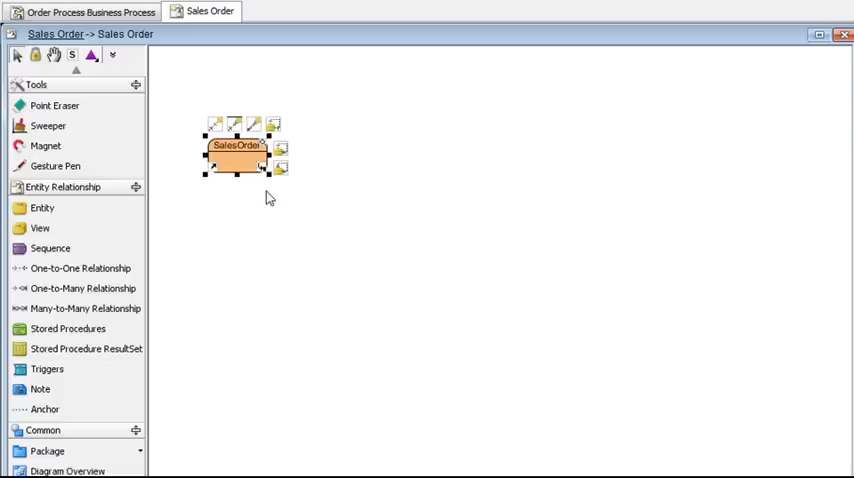 Order Process Business Process
Sales Order
Sales Order -> Sales Order
S
Tools
Point Eraser
Sweeper
Magnet
Gesture Pen
Entity Relationship
Entity
View
Sequence
One-to-One Relationship
One-to-Many Relationship
Many-to-Many Relationship
Stored Procedures
Stored Procedure ResultSet
Triggers
Note
Anchor
Common
Package
Diagram Overview
SalesOrder